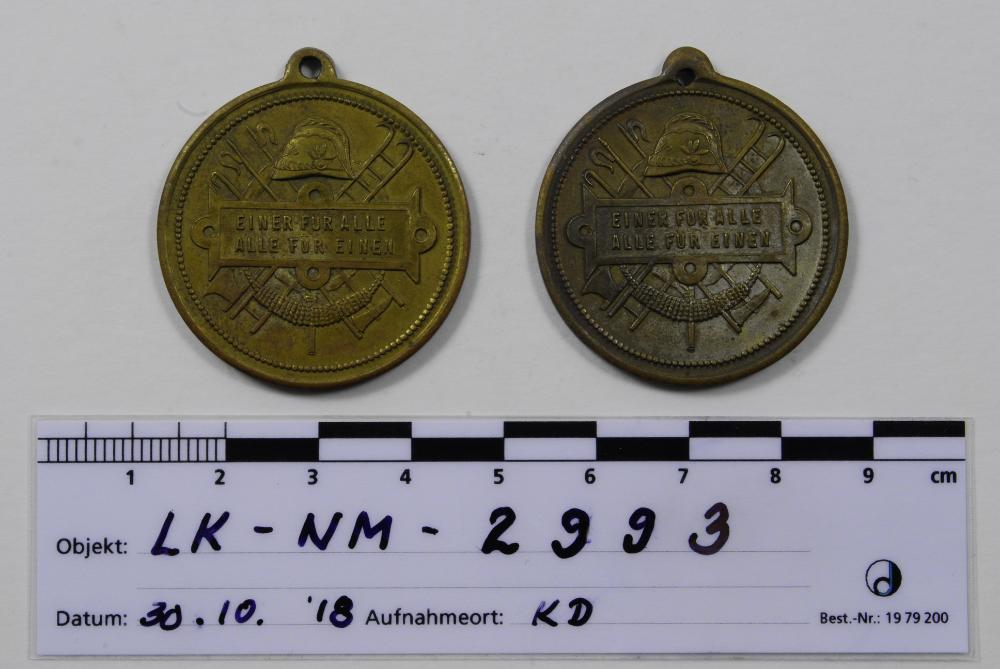 EINER FÜR ALLE
ALLE FÜR EINEN
EINER FÜR ALLE
ALLE FÜR EINEN
1 2 3 4 5 6 7 8 9 cm
Objekt: LK - NM - 2993
Datum: 30.10. '18 Aufnahmeort: KD
Best.-Nr.: 19 79 200